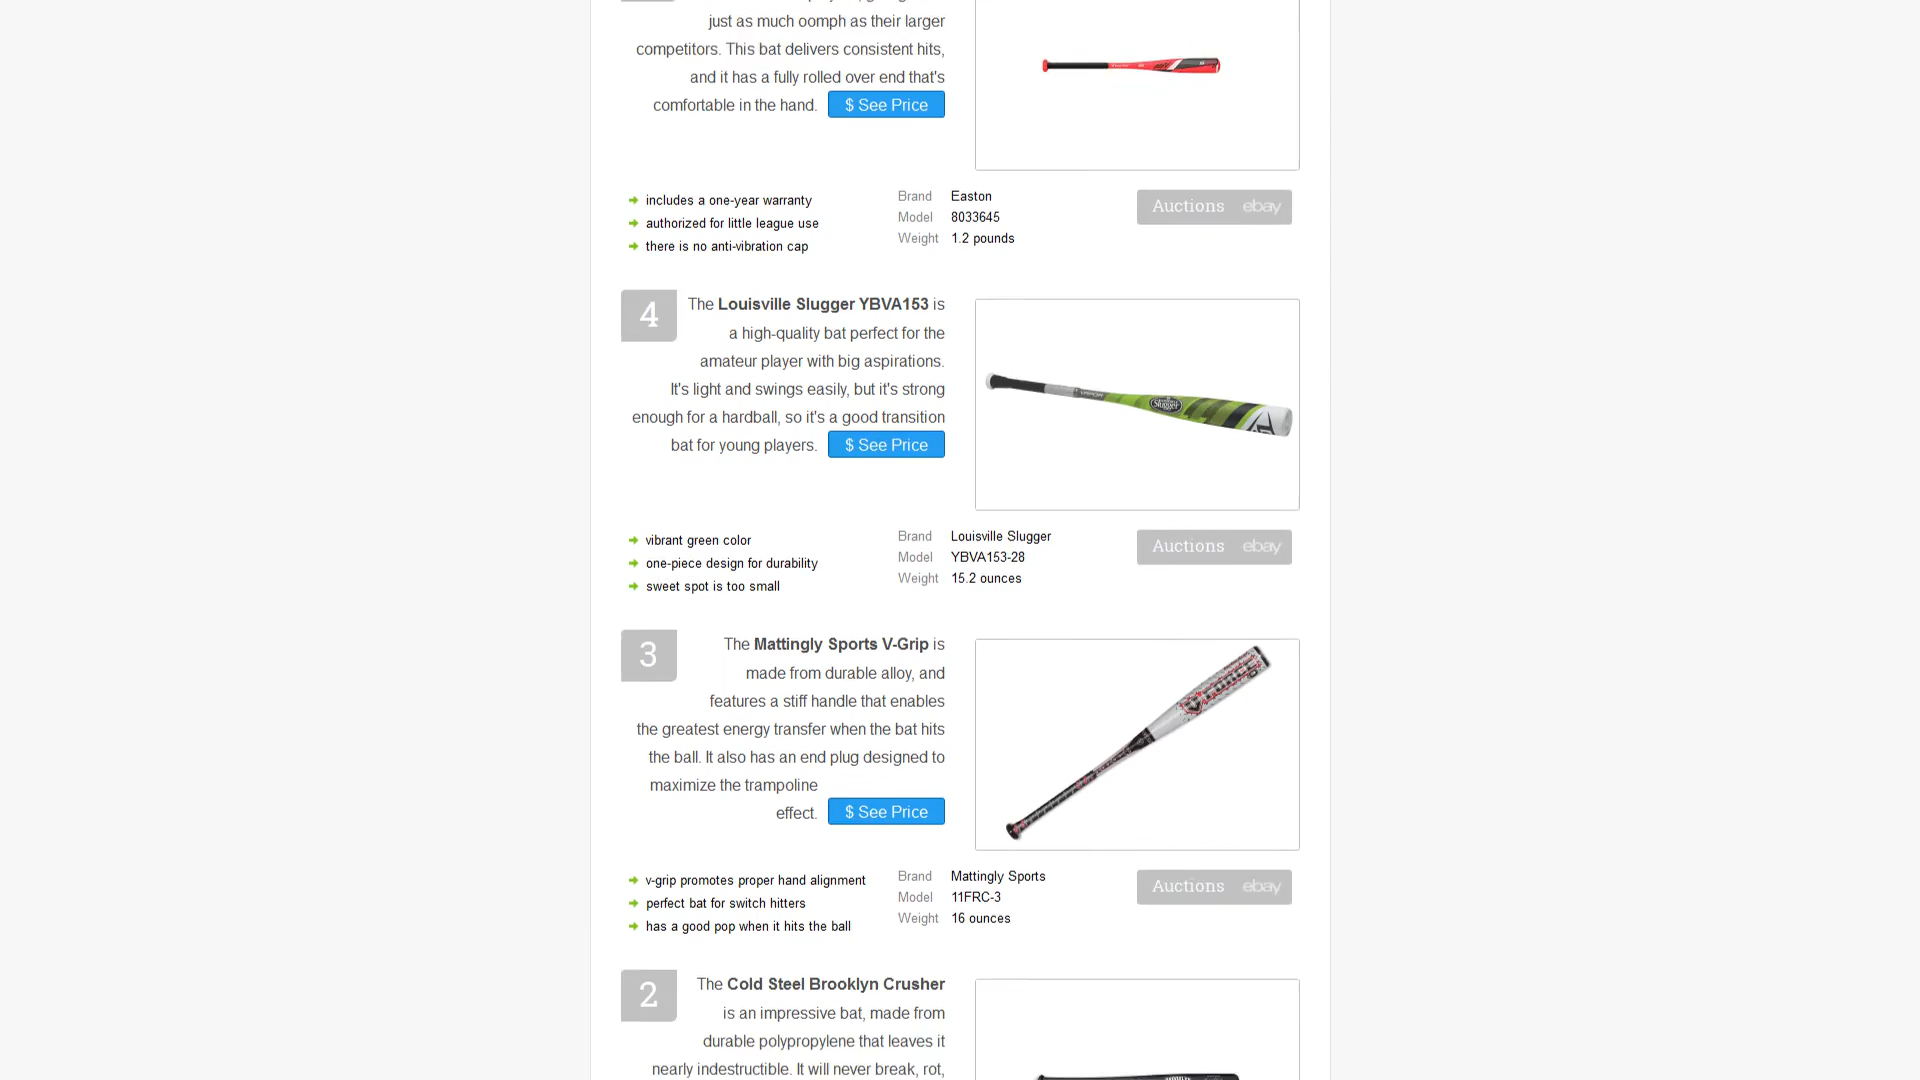 just as much oomph as their larger
competitors. This bat delivers consistent hits,
and it has a fully rolled over end that's
comfortable in the hand. $ See Price
includes a one-year warranty
authorized for little league use
there is no anti-vibration cap
Brand Easton
Model 8033645
Weight 1.2 pounds
Auctions ebay
4
The Louisville Slugger YBVA153 is
a high-quality bat perfect for the
amateur player with big aspirations.
It's light and swings easily, but it's strong
enough for a hardball, so it's a good transition
bat for young players. $ See Price
Slugger
vibrant green color
one-piece design for durability
sweet spot is too small
Brand Louisville Slugger
Model YBVA153-28
Weight 15.2 ounces
Auctions ebay
3
The Mattingly Sports V-Grip is
made from durable alloy, and
features a stiff handle that enables
the greatest energy transfer when the bat hits
the ball. It also has an end plug designed to
maximize the trampoline
effect. $ See Price
v-grip promotes proper hand alignment
perfect bat for switch hitters
has a good pop when it hits the ball
Brand Mattingly Sports
Model 11FRC-3
Weight 16 ounces
Auctions ebay
2
The Cold Steel Brooklyn Crusher
is an impressive bat, made from
durable polypropylene that leaves it
nearly indestructible. It will never break, rot,